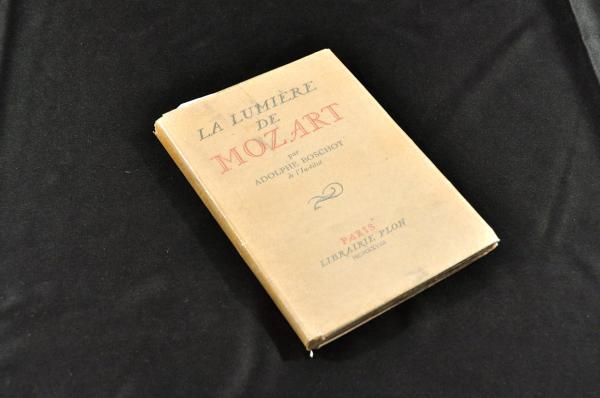 LA LUMIÈRE
DE
MOZART
par
ADOLPHE BOSCHOT
de l'Institut
PARIS
LIBRAIRIE PLON